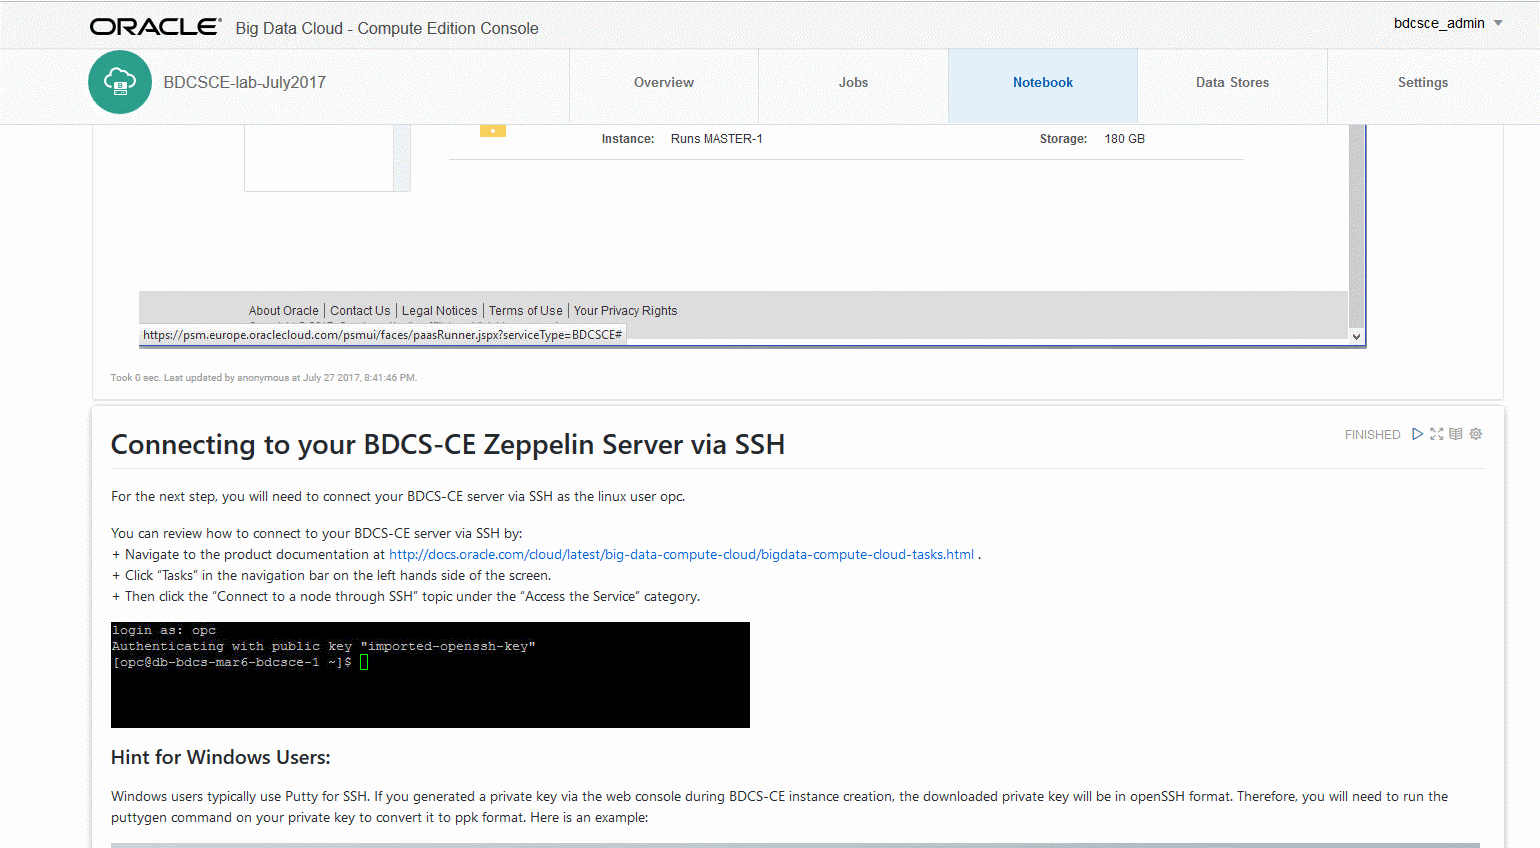 ORACLE® Big Data Cloud - Compute Edition Console
bdcsce_admin
BDCSCE-lab-July2017
Overview
Jobs
Notebook
Data Stores
Settings
Instance: Runs MASTER-1
Storage: 180 GB
About Oracle | Contact Us | Legal Notices | Terms of Use | Your Privacy Rights
https://psm.europe.oraclecloud.com/psmui/faces/paasRunner.jspx?serviceType=BDCSCE#
Took 0 sec. Last updated by anonymous at July 27 2017, 8:41:46 PM.
Connecting to your BDCS-CE Zeppelin Server via SSH
FINISHED
For the next step, you will need to connect your BDCS-CE server via SSH as the linux user opc.
You can review how to connect to your BDCS-CE server via SSH by:
+ Navigate to the product documentation at http://docs.oracle.com/cloud/latest/big-data-compute-cloud/bigdata-compute-cloud-tasks.html .
+ Click “Tasks” in the navigation bar on the left hands side of the screen.
+ Then click the “Connect to a node through SSH” topic under the “Access the Service” category.
login as: opc
Authenticating with public key "imported-openssh-key"
[opc@db-bdcs-mar6-bdcsce-1 ~]$
Hint for Windows Users:
Windows users typically use Putty for SSH. If you generated a private key via the web console during BDCS-CE instance creation, the downloaded private key will be in openSSH format. Therefore, you will need to run the
puttygen command on your private key to convert it to ppk format. Here is an example: